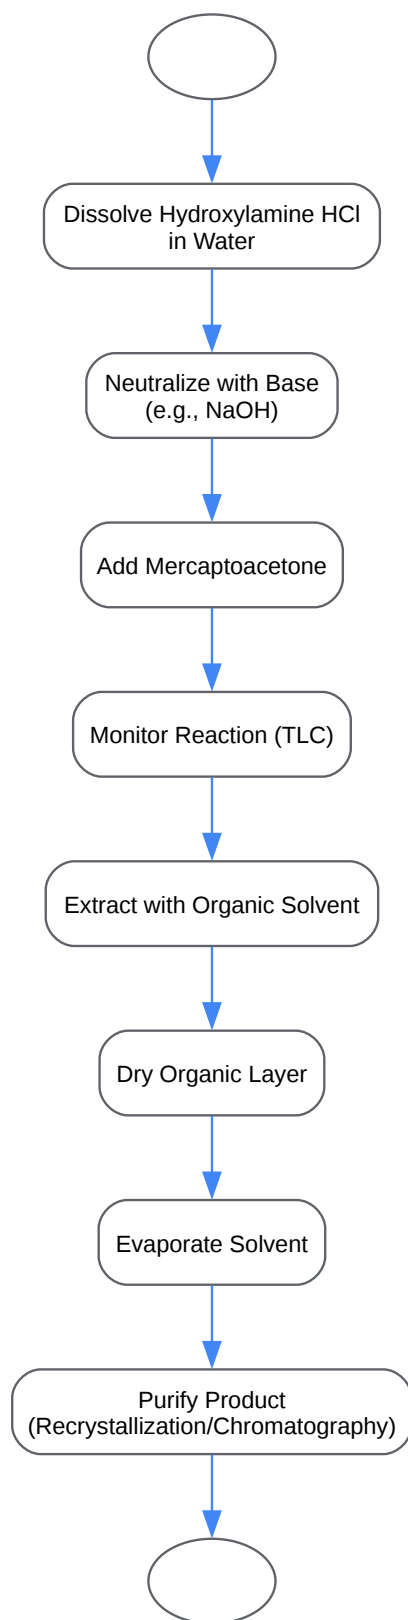 Dissolve Hydroxylamine HCl
in Water
Neutralize with Base
(e.g., NaOH)
Add Mercaptoacetone
Monitor Reaction (TLC)
Extract with Organic Solvent
Dry Organic Layer
Evaporate Solvent
Purify Product
(Recrystallization/Chromatography)